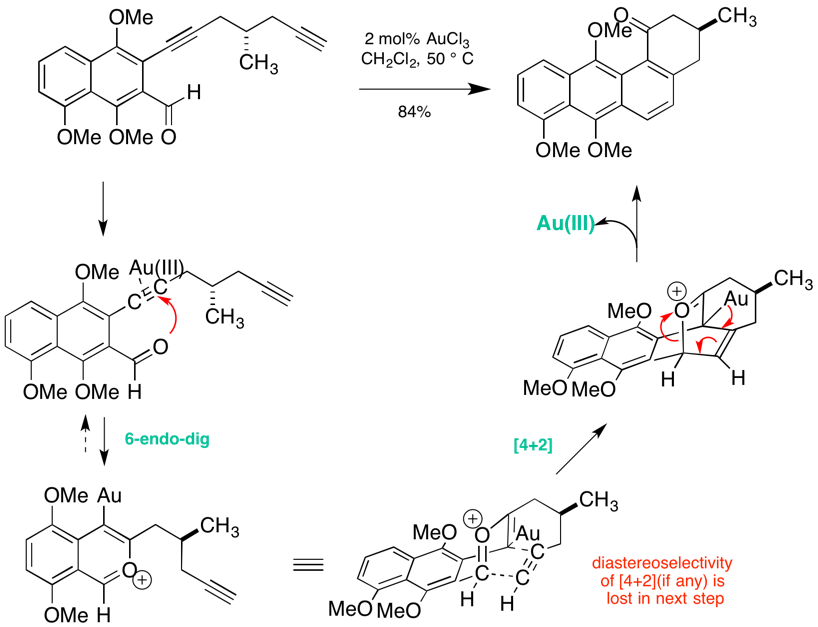 OMe
CH₃
H
OMe OMe O
2 mol% AuCl₃
CH₂Cl₂, 50 ° C
84%
O
CH₃
OMe
OMe OMe
Au(III)
OMe
C≡C
CH₃
O
OMe OMe H
Au(III)
CH₃
O
⊕
Au
MeO
H
H
MeO MeO
6-endo-dig
[4+2]
OMe Au
CH₃
O
⊕
OMe H
CH₃
⊕
O
MeO
Au
C
C
C
H
H
MeO MeO
diastereoselectivity
of [4+2](if any) is
lost in next step